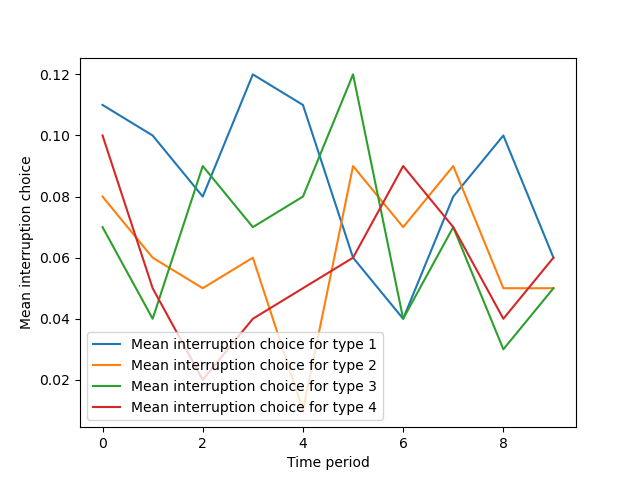 Mean interruption choice
0.12
0.10
0.08
0.06
0.04
0.02
Mean interruption choice for type 1
Mean interruption choice for type 2
Mean interruption choice for type 3
Mean interruption choice for type 4
0 2 4 6 8
Time period